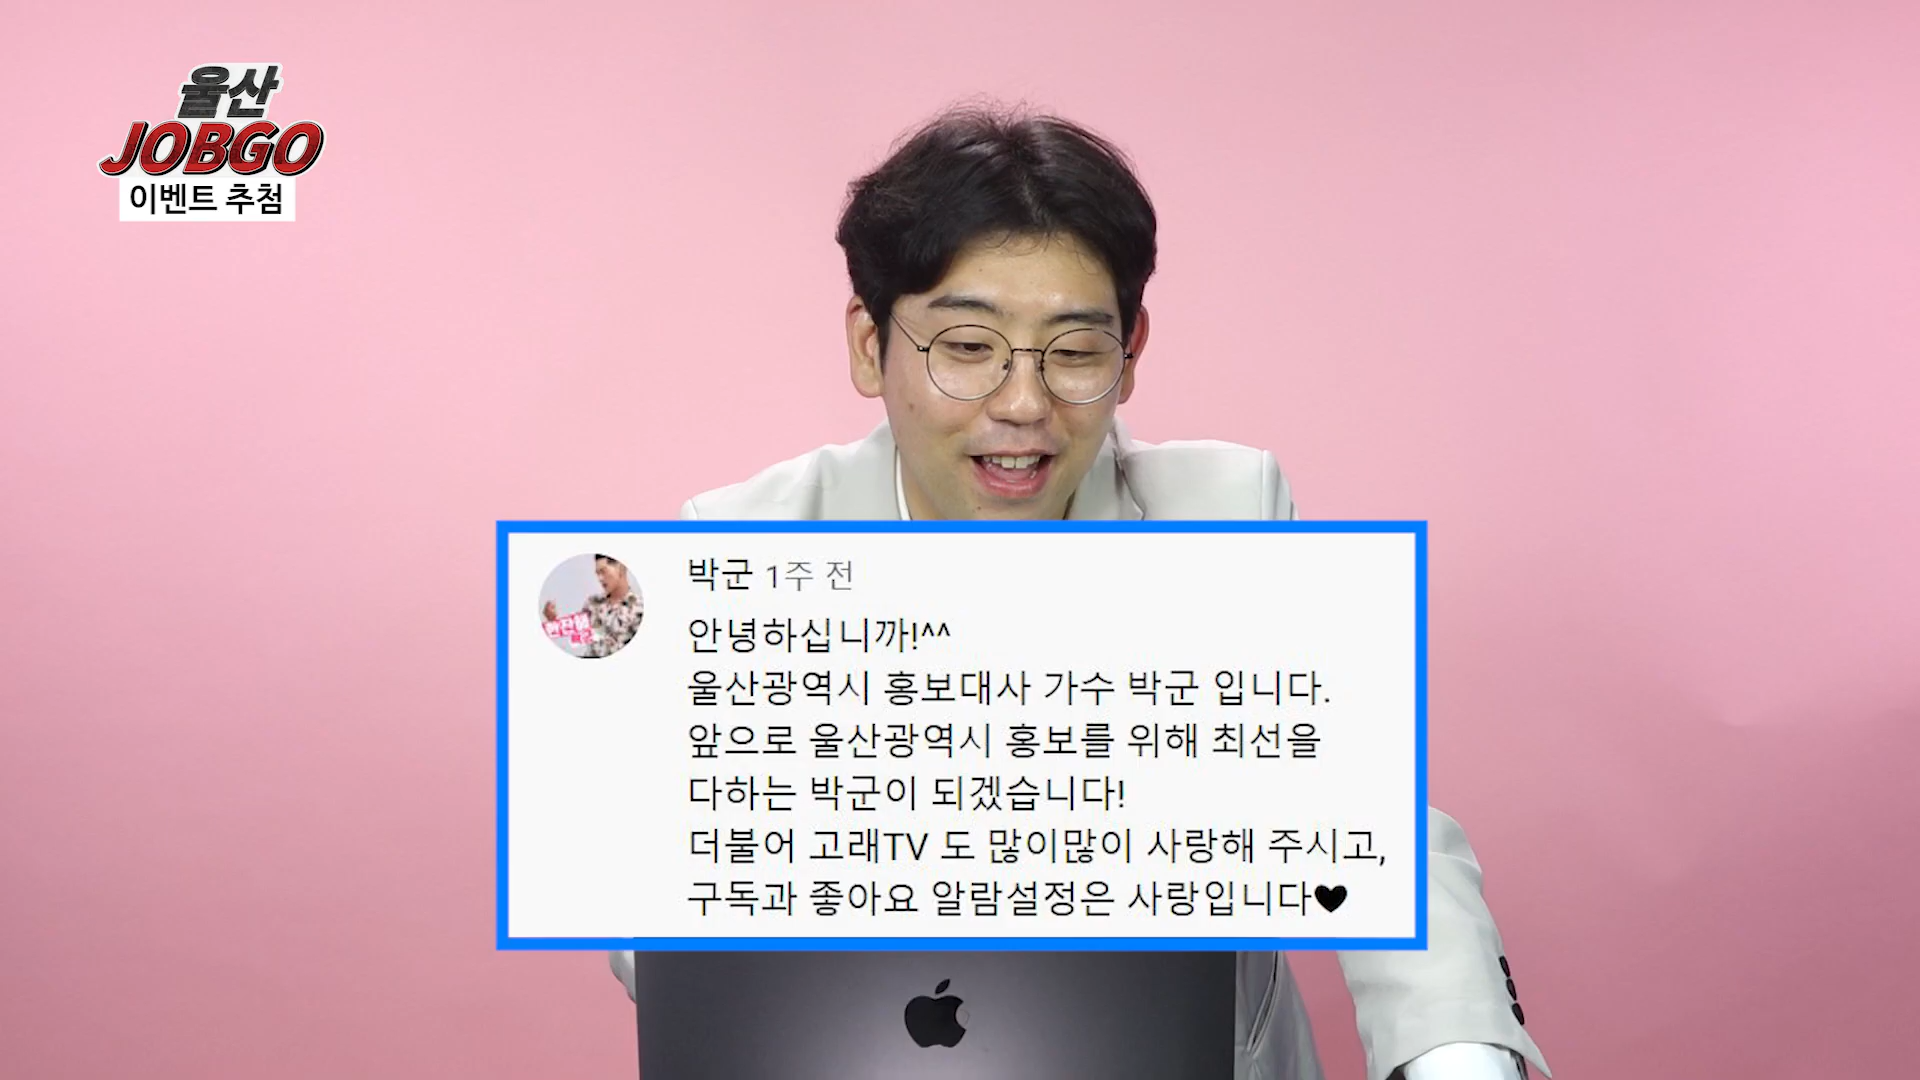 울산
JOBGO
이벤트 추첨
박군 1주 전
안녕하십니까!^^
울산광역시 홍보대사 가수 박군 입니다.
앞으로 울산광역시 홍보를 위해 최선을
다하는 박군이 되겠습니다!
더불어 고래TV 도 많이많이 사랑해 주시고,
구독과 좋아요 알람설정은 사랑입니다♥